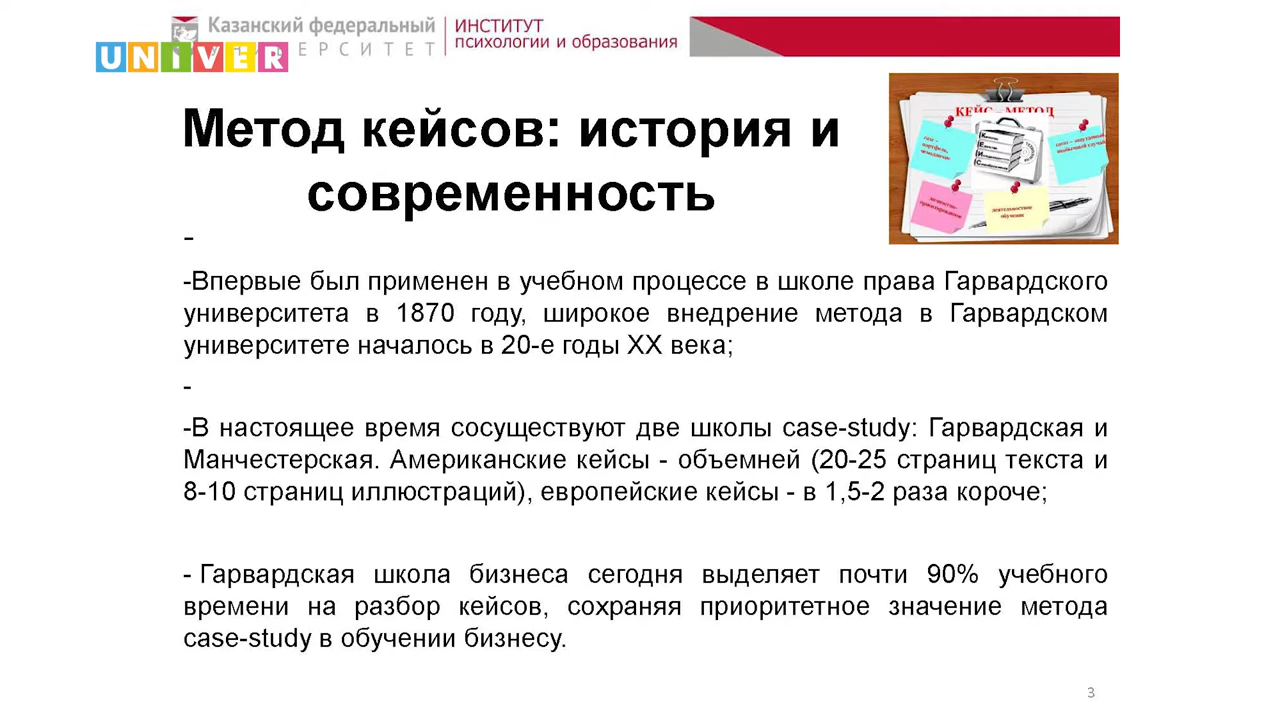 Казанский федеральный
ИНСТИТУТ
психологии и образования
UNIVER
ЕРСИТЕТ
КЕЙС - МЕТОД
Метод кейсов: история и
современность
-
-Впервые был применен в учебном процессе в школе права Гарвардского
университета в 1870 году, широкое внедрение метода в Гарвардском
университете началось в 20-е годы XX века;
-
-В настоящее время сосуществуют две школы case-study: Гарвардская и
Манчестерская. Американские кейсы - объемней (20-25 страниц текста и
8-10 страниц иллюстраций), европейские кейсы - в 1,5-2 раза короче;
- Гарвардская школа бизнеса сегодня выделяет почти 90% учебного
времени на разбор кейсов, сохраняя приоритетное значение метода
case-study в обучении бизнесу.
3